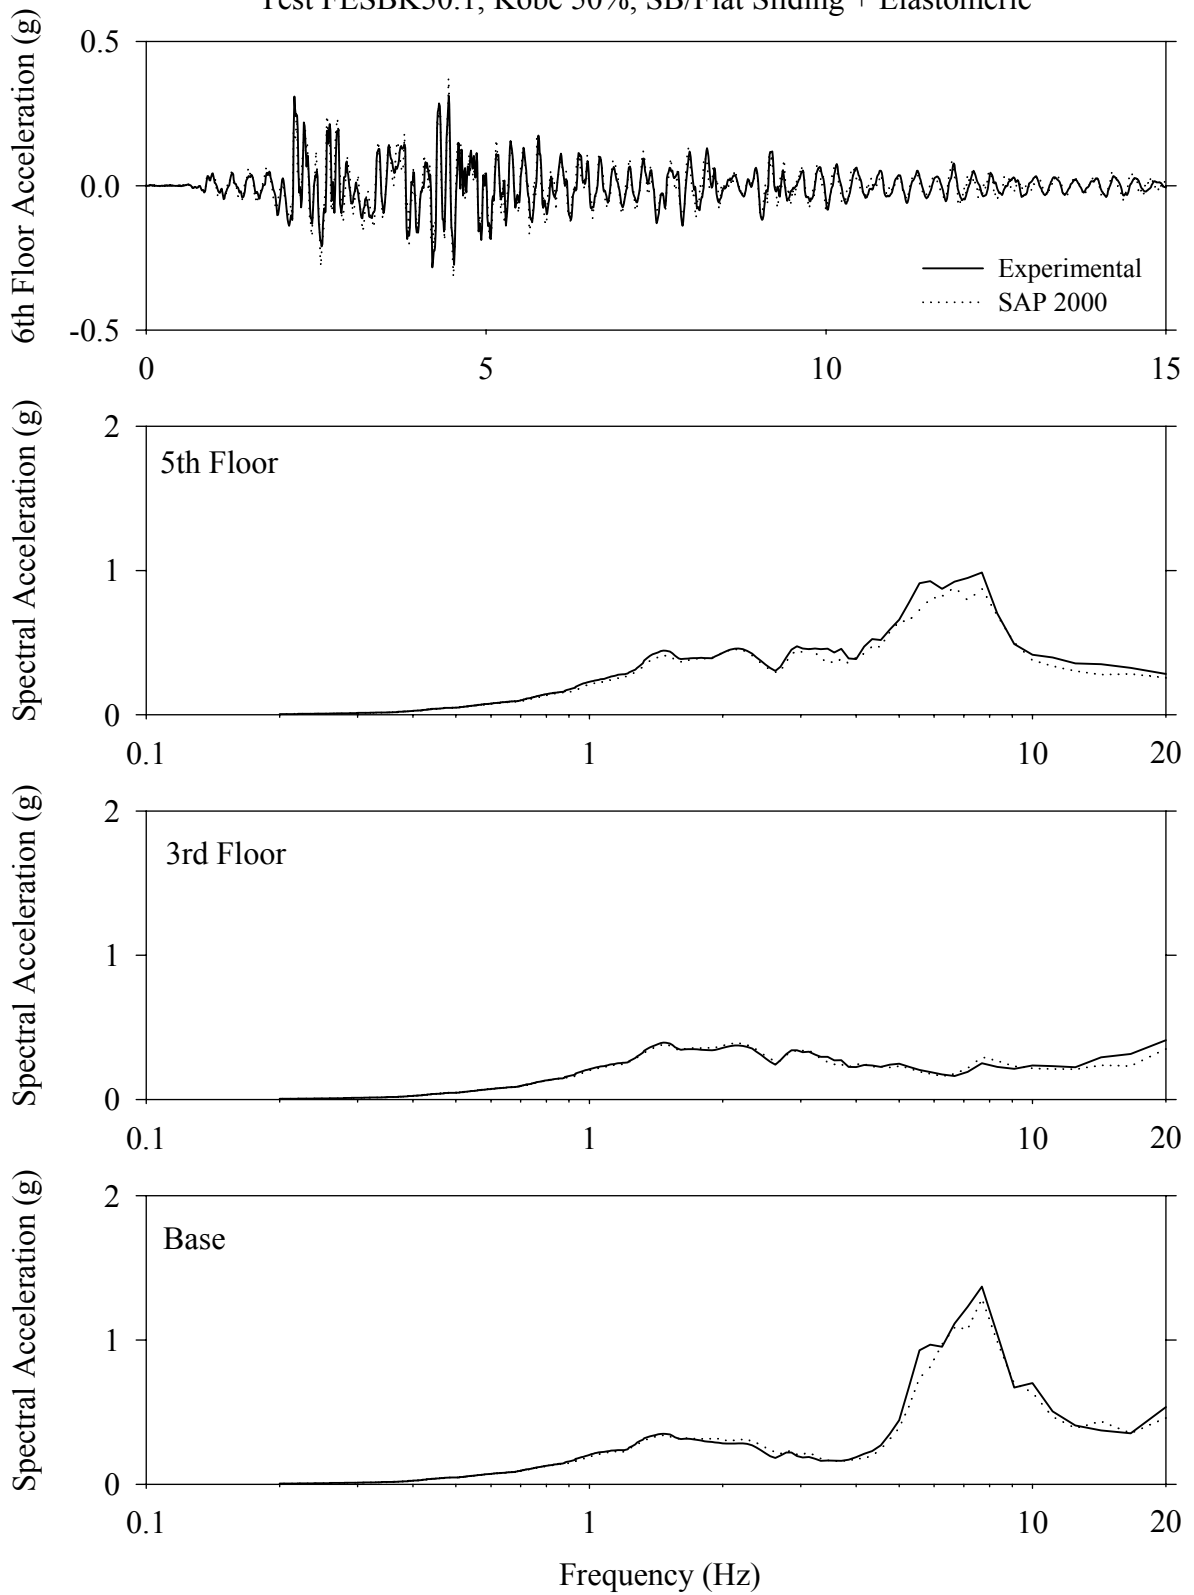 Test FESBK50.1, Kobe 50%, SB/Flat Sliding + Elastomeric
6th Floor Acceleration (g)
0.5
0.0
-0.5
Experimental
SAP 2000
0 5 10 15
Spectral Acceleration (g)
2
1
0
5th Floor
0.1 1 10 20
Spectral Acceleration (g)
2
1
0
3rd Floor
0.1 1 10 20
Spectral Acceleration (g)
2
1
0
Base
0.1 1 10 20
Frequency (Hz)